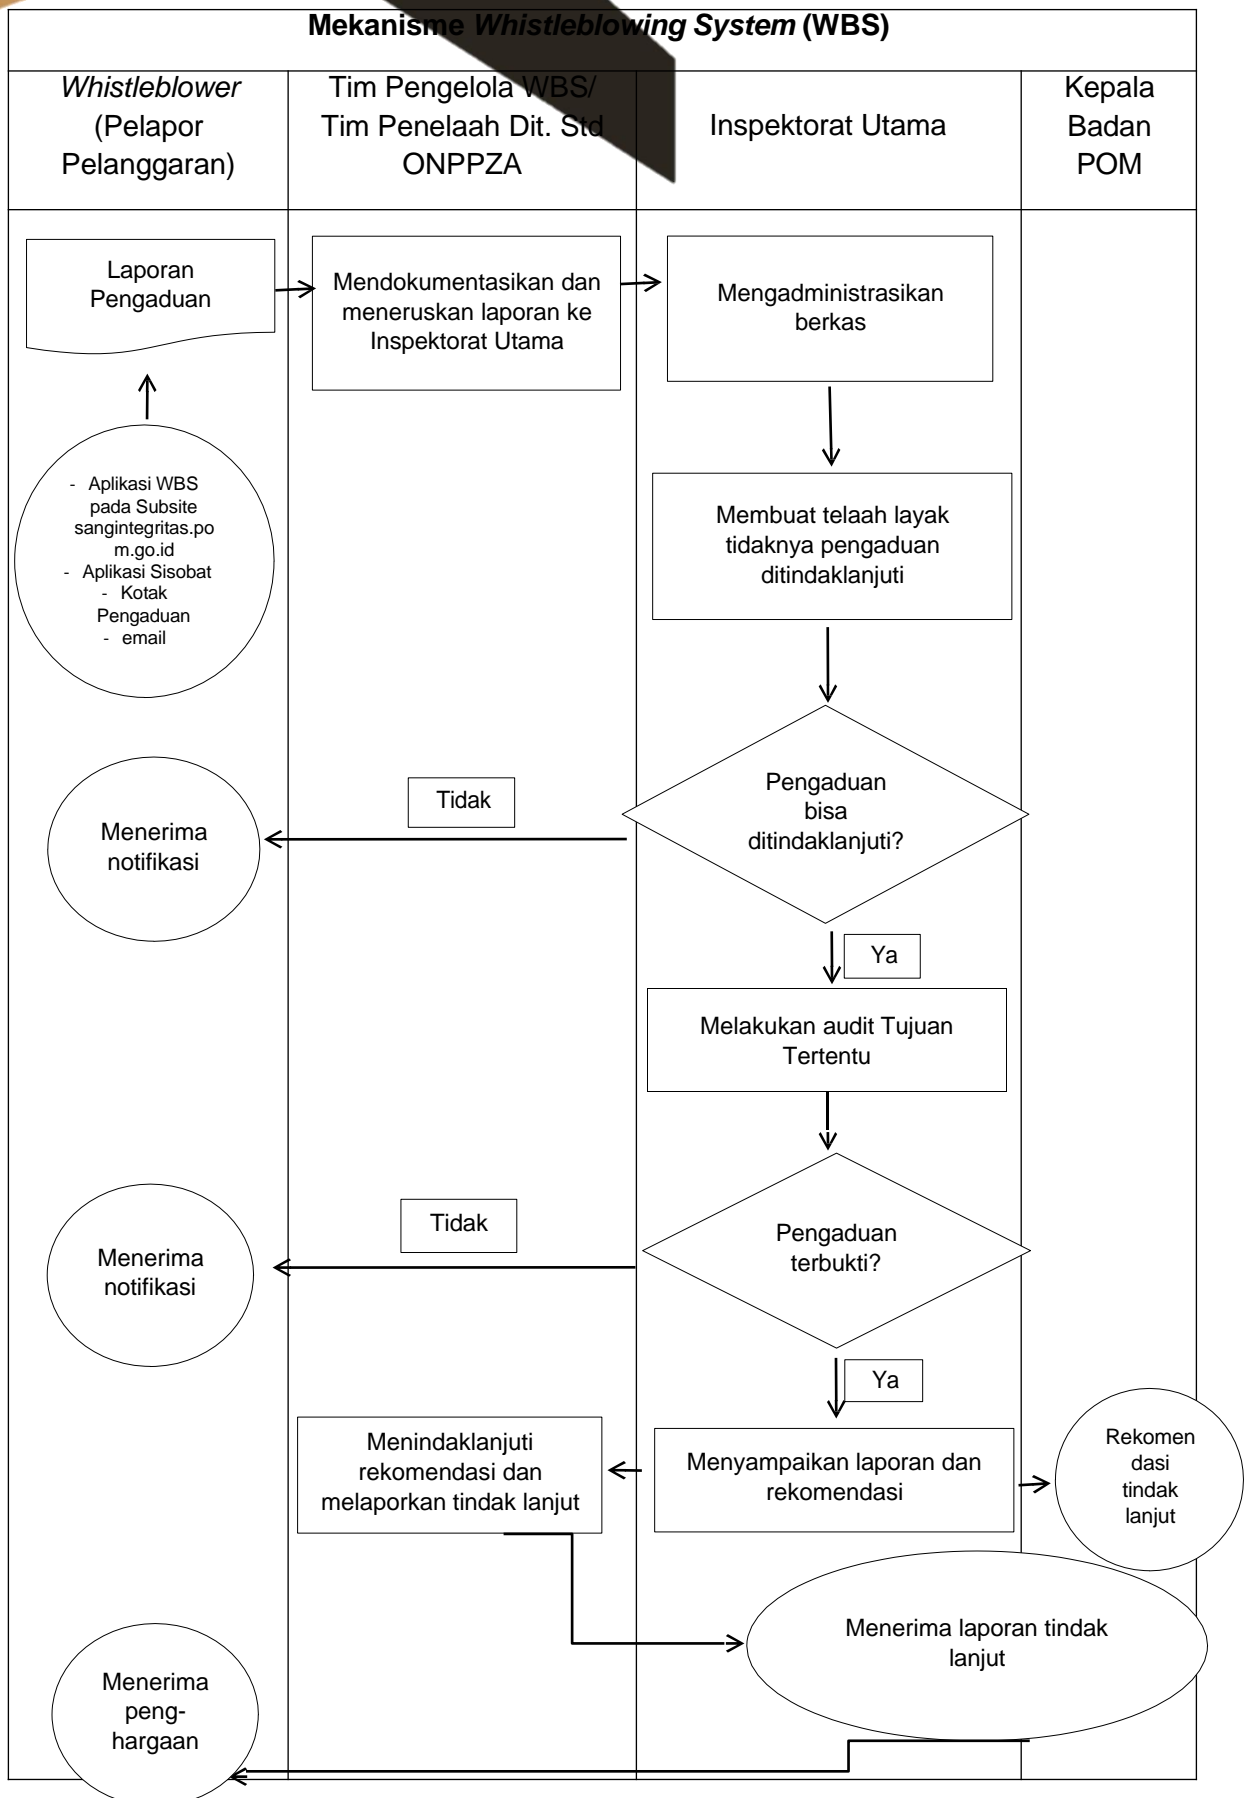 Mekanisme Whistleblowing System (WBS)
Whistleblower
(Pelapor
Pelanggaran)
Tim Pengelola WBS/
Tim Penelaah Dit. Std
ONPPZA
Inspektorat Utama
Kepala
Badan
POM
Laporan
Pengaduan
Mendokumentasikan dan
meneruskan laporan ke
Inspektorat Utama
Mengadministrasikan
berkas
- Aplikasi WBS
pada Subsite
sangintegritas.po
m.go.id
- Aplikasi Sisobat
- Kotak
Pengaduan
- email
Membuat telaah layak
tidaknya pengaduan
ditindaklanjuti
Pengaduan
bisa
ditindaklanjuti?
Tidak
Menerima
notifikasi
Ya
Melakukan audit Tujuan
Tertentu
Pengaduan
terbukti?
Tidak
Menerima
notifikasi
Ya
Menindaklanjuti
rekomendasi dan
melaporkan tindak lanjut
Menyampaikan laporan dan
rekomendasi
Rekomen
dasi
tindak
lanjut
Menerima laporan tindak
lanjut
Menerima
peng-
hargaan